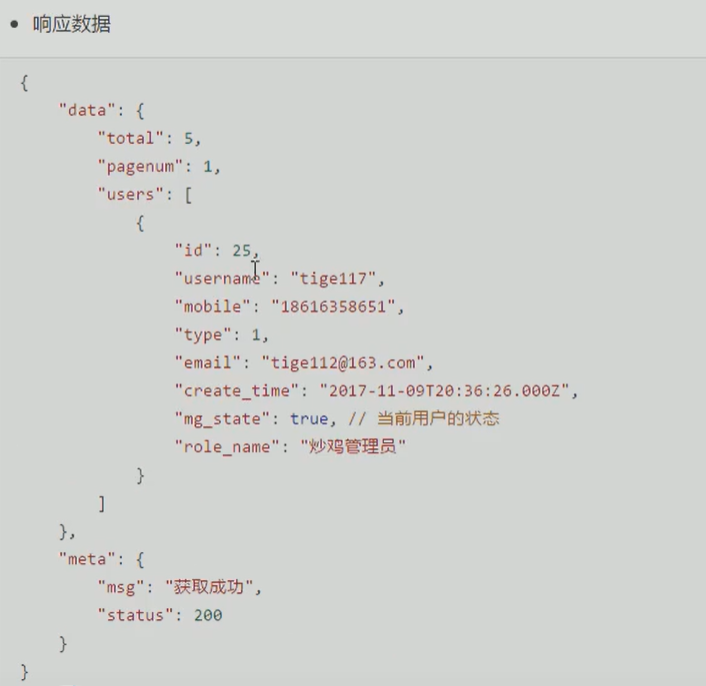 • 响应数据
{
    "data": {
        "total": 5,
        "pagenum": 1,
        "users": [
            {
                "id": 25,
                "username": "tige117",
                "mobile": "18616358651",
                "type": 1,
                "email": "tige112@163.com",
                "create_time": "2017-11-09T20:36:26.000Z",
                "mg_state": true, // 当前用户的状态
                "role_name": "炒鸡管理员"
            }
        ]
    },
    "meta": {
        "msg": "获取成功",
        "status": 200
    }
}